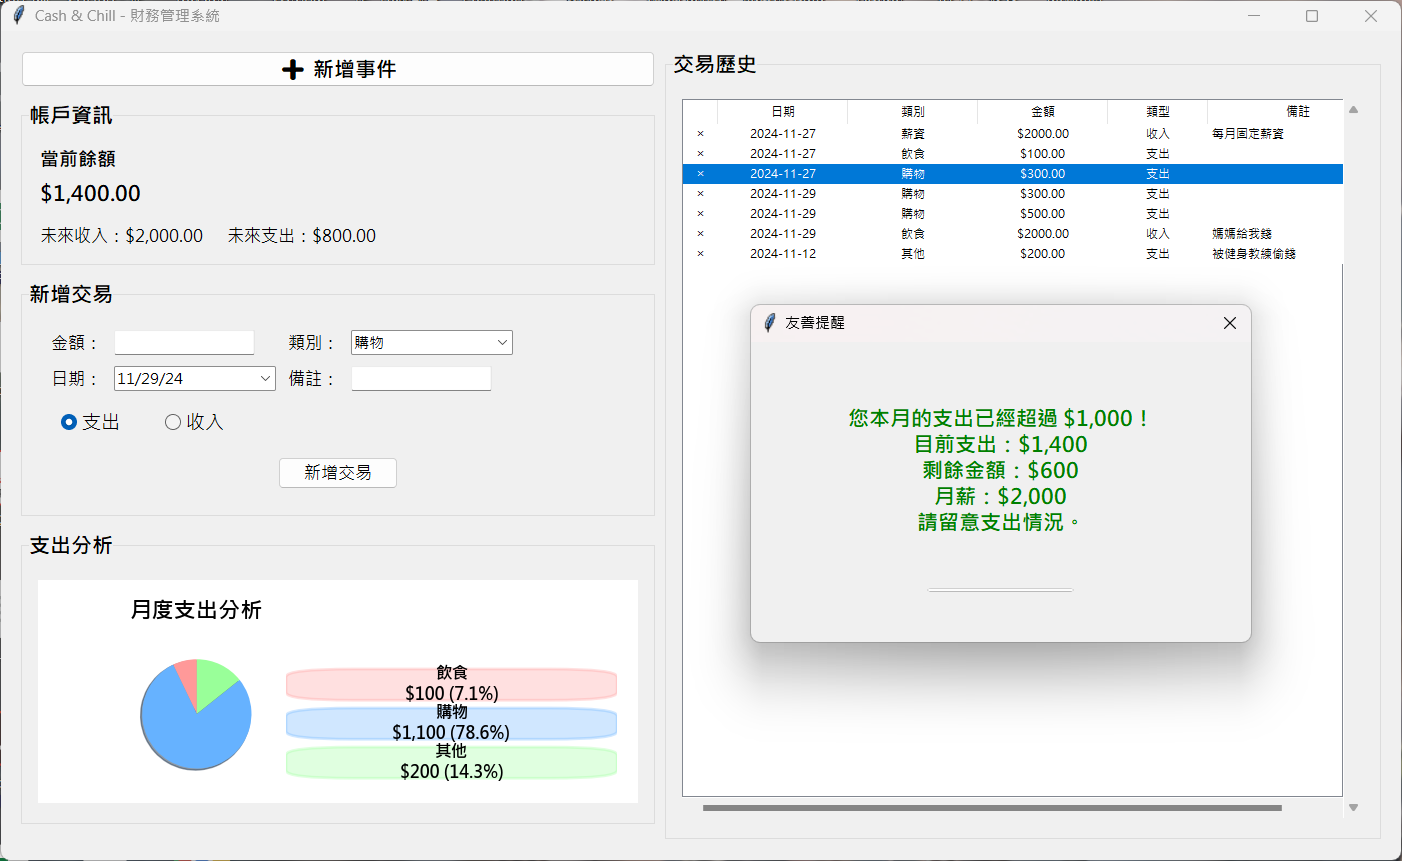 Cash & Chill - 財務管理系統
新增事件
帳戶資訊
當前餘額
$1,400.00
未來收入：$2,000.00 未來支出：$800.00
新增交易
金額： 類別： 購物
日期： 11/29/24 備註：
支出 收入
新增交易
支出分析
月度支出分析
飲食
$100 (7.1%)
購物
$1,100 (78.6%)
其他
$200 (14.3%)
交易歷史
日期 類別 金額 類型 備註
× 2024-11-27 薪資 $2000.00 收入 每月固定薪資
× 2024-11-27 飲食 $100.00 支出
× 2024-11-27 購物 $300.00 支出
× 2024-11-29 購物 $300.00 支出
× 2024-11-29 購物 $500.00 支出
× 2024-11-29 飲食 $2000.00 收入 媽媽給我錢
× 2024-11-12 其他 $200.00 支出 被健身教練偷錢
友善提醒
您本月的支出已經超過 $1,000！
目前支出：$1,400
剩餘金額：$600
月薪：$2,000
請留意支出情況。